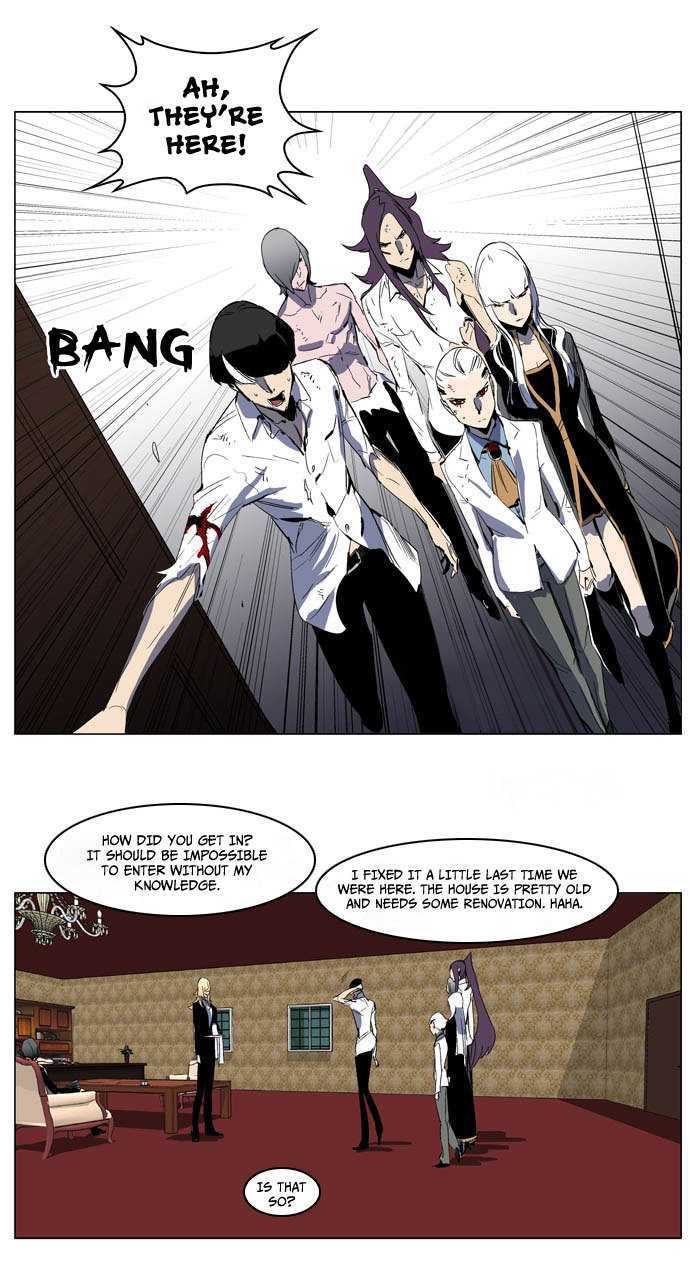 AH,
THEY'RE
HERE!
BANG
HOW DID YOU GET IN?
IT SHOULD BE IMPOSSIBLE
TO ENTER WITHOUT MY
KNOWLEDGE.
I FIXED IT A LITTLE LAST TIME WE
WERE HERE. THE HOUSE IS PRETTY OLD
AND NEEDS SOME RENOVATION. HAHA.
IS THAT
SO?